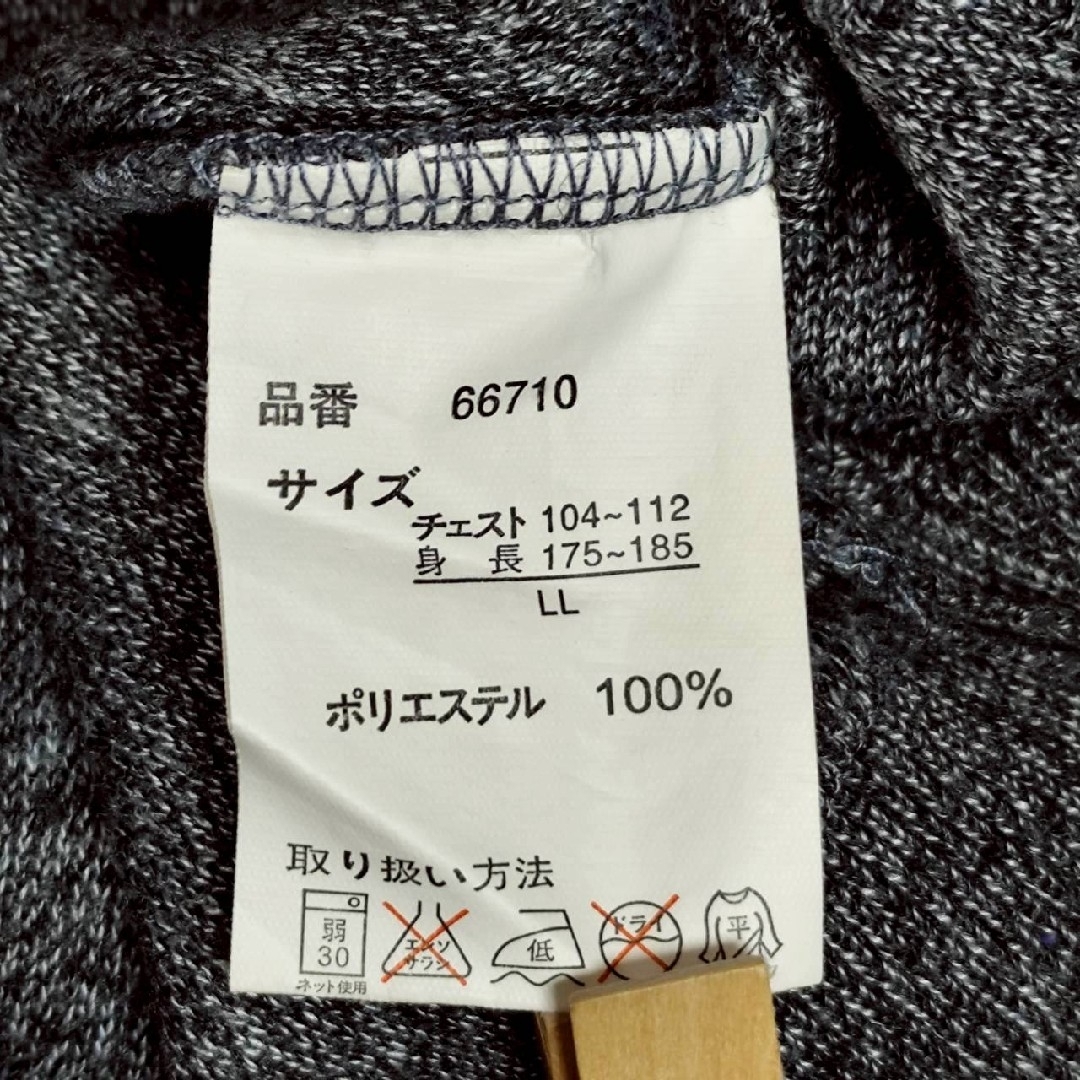 品番 66710
サイズ
チェスト 104~112
身長 175~185
LL
ポリエステル 100%
取り扱い方法
弱 エンソ 低 ドライ 平
30 サラシ
ネット使用